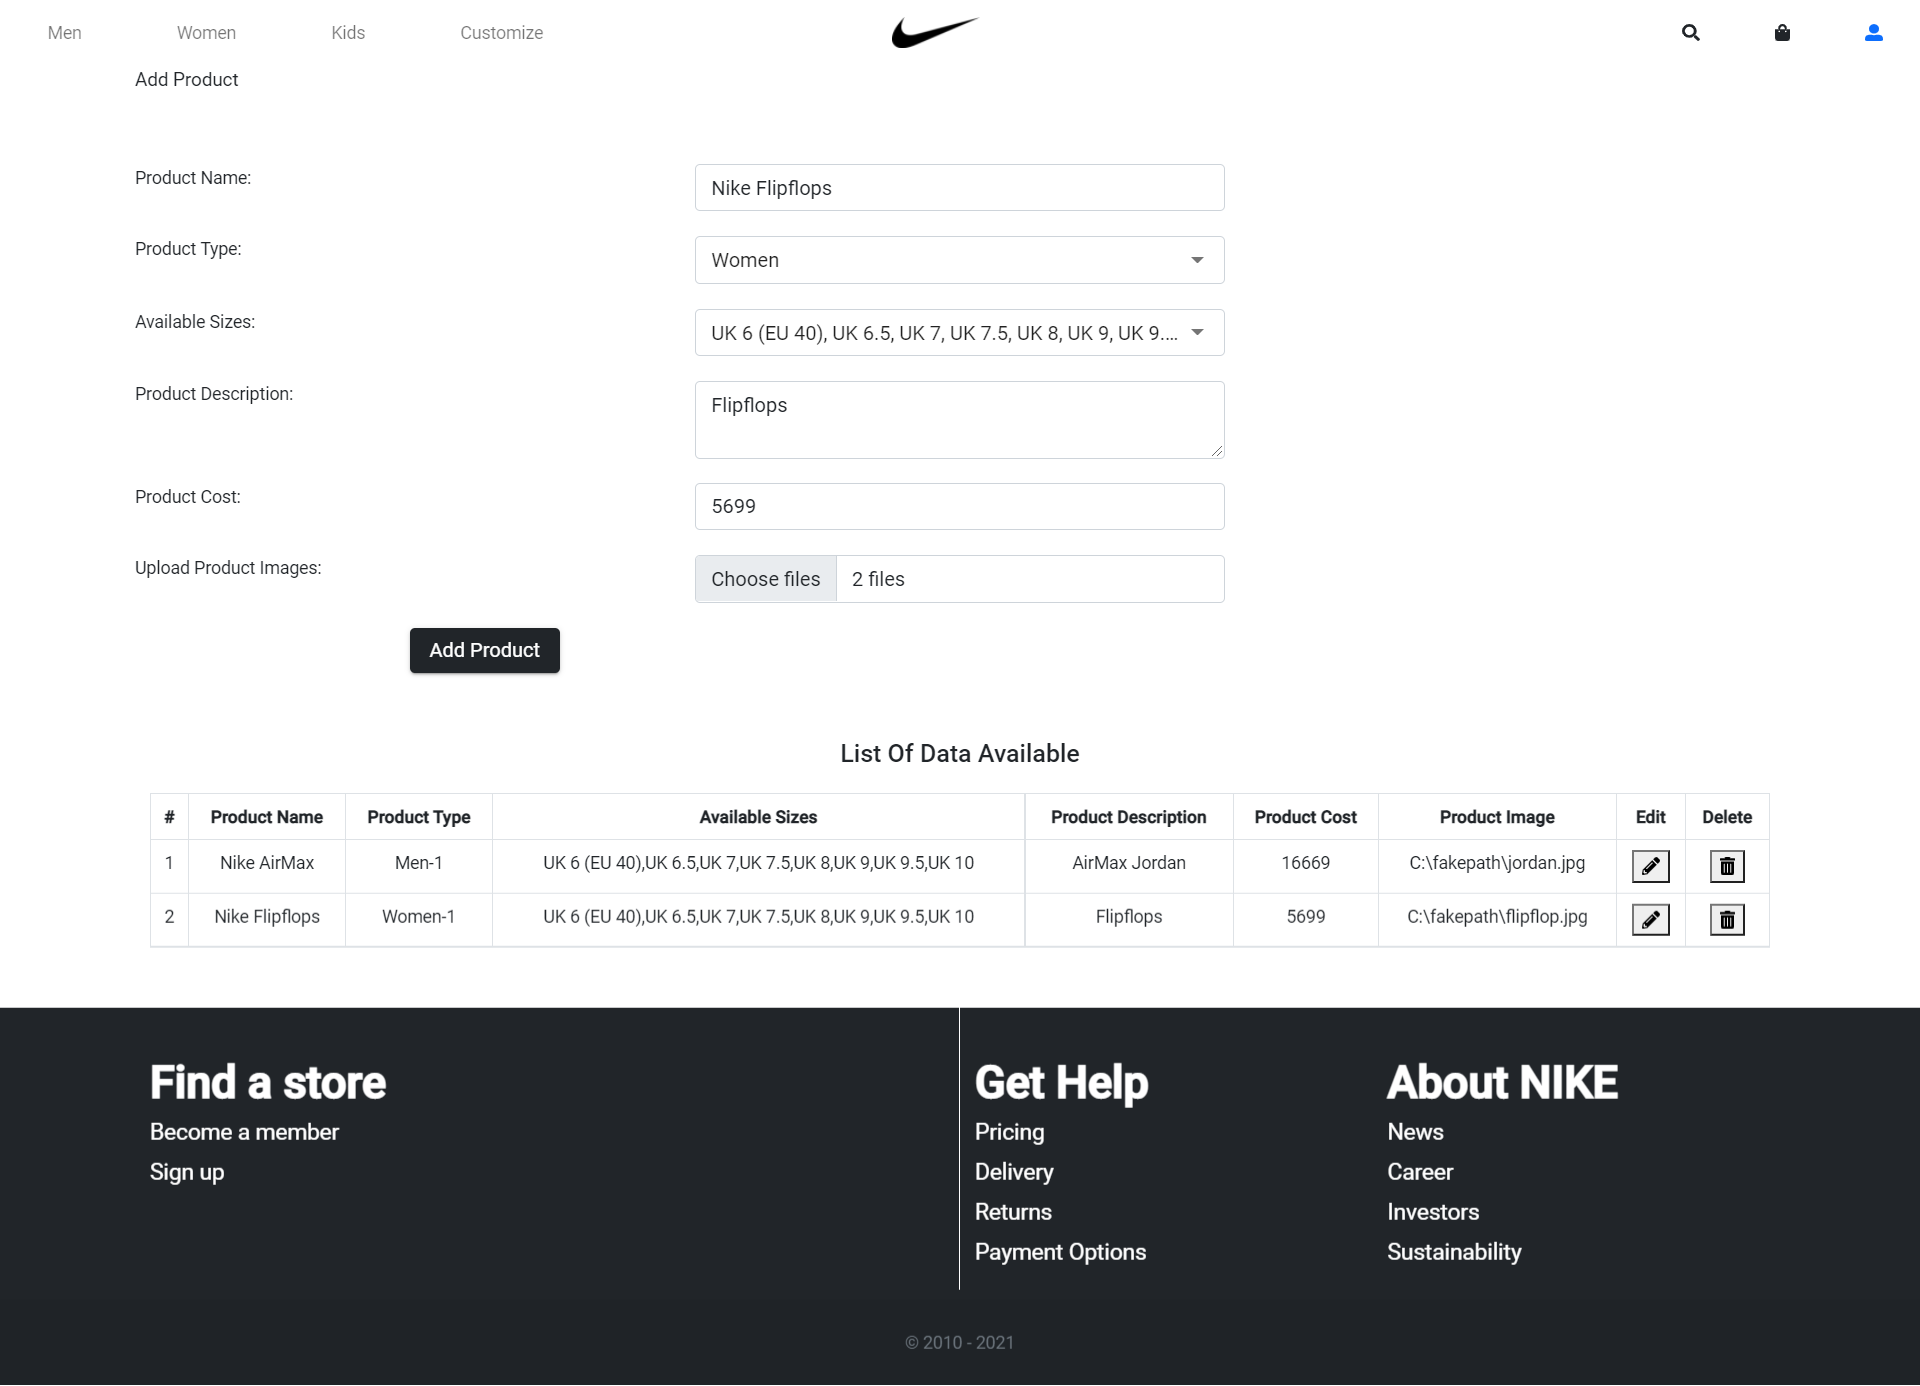 Men Women Kids Customize
Add Product
Product Name: Nike Flipflops
Product Type: Women
Available Sizes: UK 6 (EU 40), UK 6.5, UK 7, UK 7.5, UK 8, UK 9, UK 9....
Product Description: Flipflops
Product Cost: 5699
Upload Product Images: Choose files 2 files
Add Product
List Of Data Available
# Product Name Product Type Available Sizes Product Description Product Cost Product Image Edit Delete
1 Nike AirMax Men-1 UK 6 (EU 40),UK 6.5,UK 7,UK 7.5,UK 8,UK 9,UK 9.5,UK 10 AirMax Jordan 16669 C:\fakepath\jordan.jpg
2 Nike Flipflops Women-1 UK 6 (EU 40),UK 6.5,UK 7,UK 7.5,UK 8,UK 9,UK 9.5,UK 10 Flipflops 5699 C:\fakepath\flipflop.jpg
Find a store
Become a member
Sign up
Get Help
Pricing
Delivery
Returns
Payment Options
About NIKE
News
Career
Investors
Sustainability
© 2010 - 2021